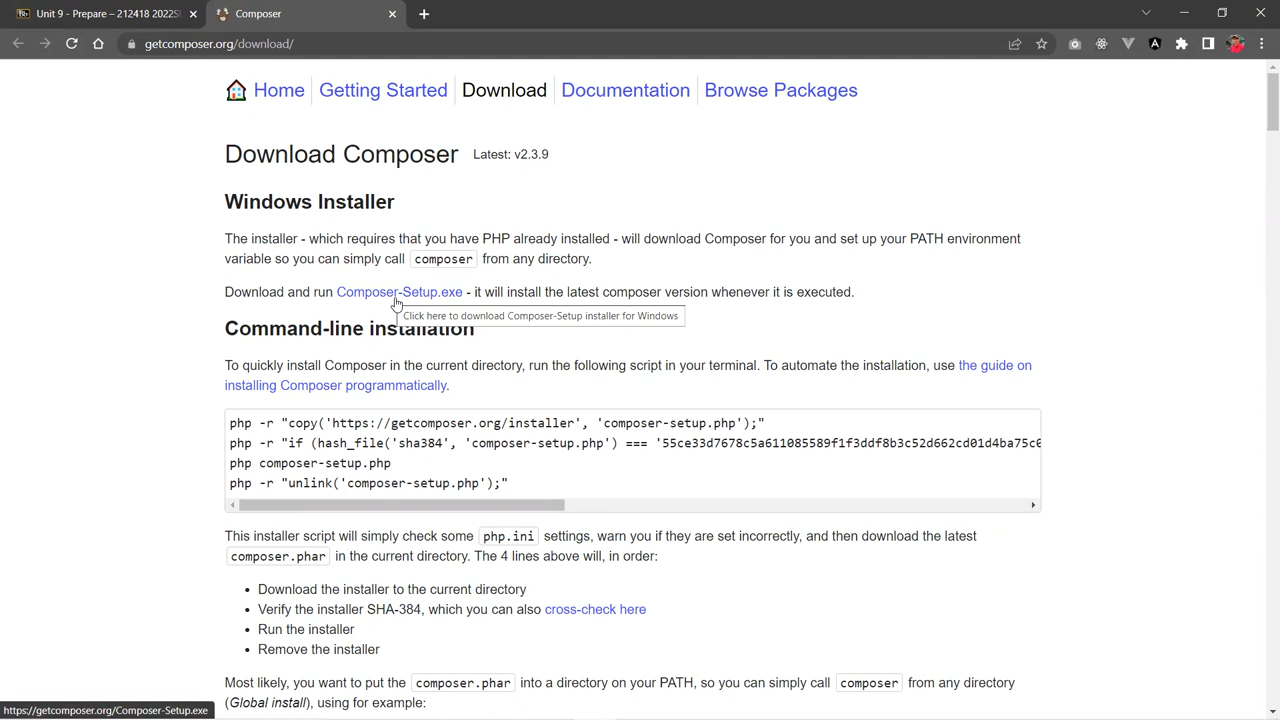 Unit 9 - Prepare – 212418 2022S
Composer
getcomposer.org/download/
Home
Getting Started
Download
Documentation
Browse Packages
Download Composer Latest: v2.3.9
Windows Installer
The installer - which requires that you have PHP already installed - will download Composer for you and set up your PATH environment
variable so you can simply call composer from any directory.
Download and run Composer-Setup.exe - it will install the latest composer version whenever it is executed.
Click here to download Composer-Setup installer for Windows
Command-line installation
To quickly install Composer in the current directory, run the following script in your terminal. To automate the installation, use the guide on
installing Composer programmatically.
php -r "copy('https://getcomposer.org/installer', 'composer-setup.php');"
php -r "if (hash_file('sha384', 'composer-setup.php') === '55ce33d7678c5a611085589f1f3ddf8b3c52d662cd01d4ba75c0
php composer-setup.php
php -r "unlink('composer-setup.php');"
This installer script will simply check some php.ini settings, warn you if they are set incorrectly, and then download the latest
composer.phar in the current directory. The 4 lines above will, in order:
• Download the installer to the current directory
• Verify the installer SHA-384, which you can also cross-check here
• Run the installer
• Remove the installer
Most likely, you want to put the composer.phar into a directory on your PATH, so you can simply call composer from any directory
(Global install), using for example:
https://getcomposer.org/Composer-Setup.exe